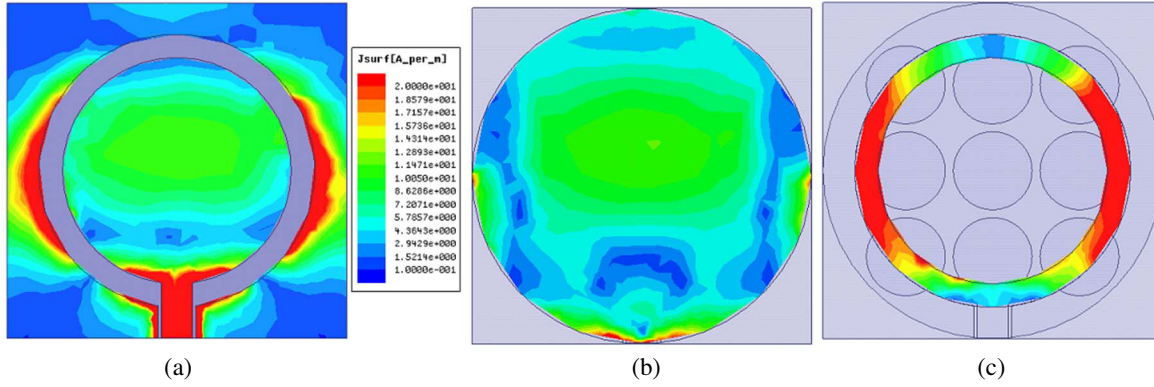 Jsurf[A_per_m]
2.0000e+001
1.8579e+001
1.7157e+001
1.5736e+001
1.4314e+001
1.2893e+001
1.1471e+001
1.0050e+001
8.6286e+000
7.2071e+000
5.7857e+000
4.3643e+000
2.9429e+000
1.5214e+000
1.0000e-001
(a)
(b)
(c)